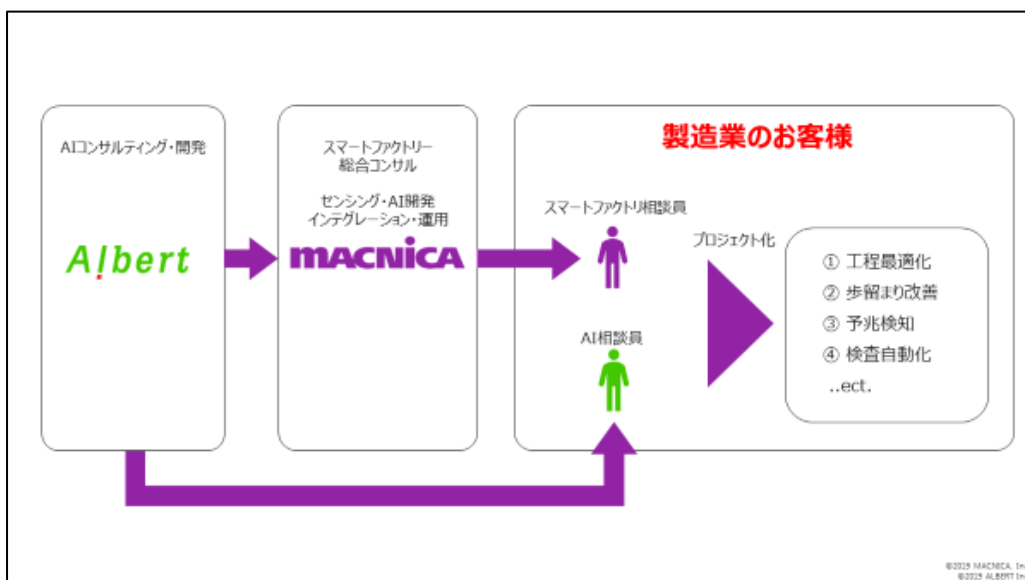 AIコンサルティング・開発
Albert
スマートファクトリー
総合コンサル
センシング・AI開発
インテグレーション・運用
MACNiCA
製造業のお客様
スマートファクトリ相談員
AI相談員
プロジェクト化
① 工程最適化
② 歩留まり改善
③ 予兆検知
④ 検査自動化
..ect.
©2019 MACNICA, In
©2019 ALBERT In